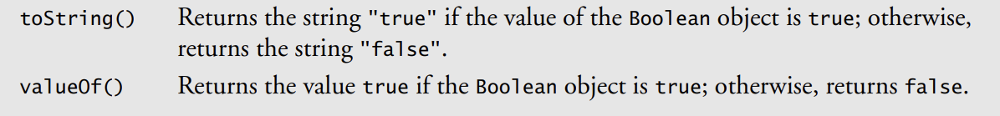 toString() Returns the string "true" if the value of the Boolean object is true; otherwise,
returns the string "false".
valueOf() Returns the value true if the Boolean object is true; otherwise, returns false.